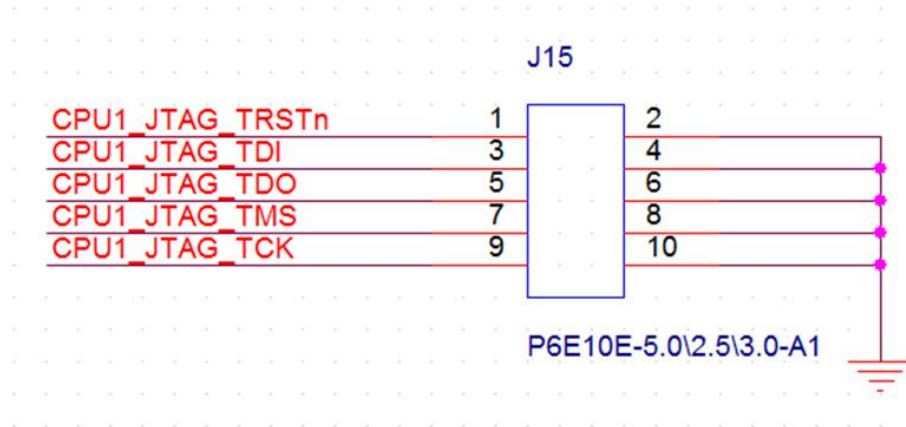 J15
CPU1_JTAG_TRSTn 1 2
CPU1_JTAG_TDI 3 4
CPU1_JTAG_TDO 5 6
CPU1_JTAG_TMS 7 8
CPU1_JTAG_TCK 9 10
P6E10E-5.0\2.5\3.0-A1